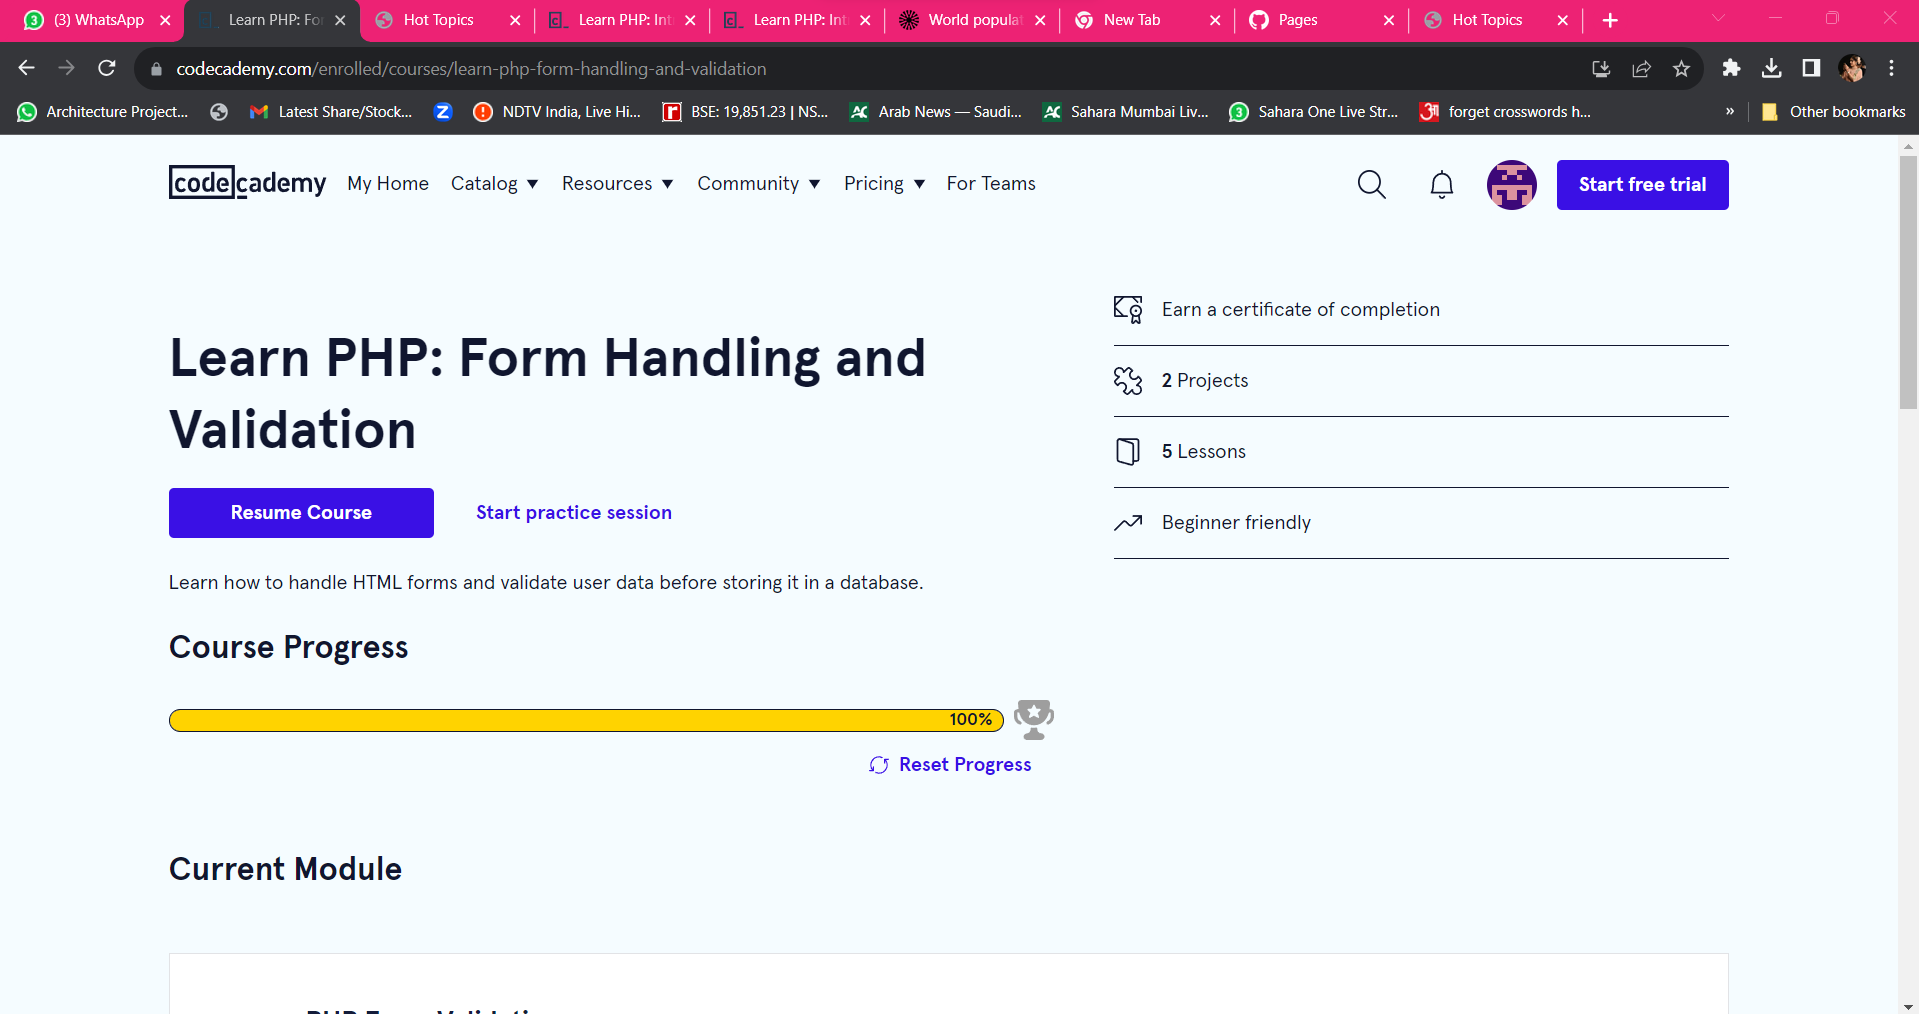 (3) WhatsApp
Learn PHP: Fo
Hot Topics
Learn PHP: Int
Learn PHP: Int
World populat
New Tab
Pages
Hot Topics
codecademy.com/enrolled/courses/learn-php-form-handling-and-validation
Architecture Project...
Latest Share/Stock...
NDTV India, Live Hi...
BSE: 19,851.23 | NS...
Arab News — Saudi...
Sahara Mumbai Liv...
Sahara One Live Str...
forget crosswords h...
»
Other bookmarks
codecademy
My Home
Catalog
Resources
Community
Pricing
For Teams
Start free trial
Learn PHP: Form Handling and
Validation
Resume Course
Start practice session
Learn how to handle HTML forms and validate user data before storing it in a database.
Earn a certificate of completion
2 Projects
5 Lessons
Beginner friendly
Course Progress
100%
Reset Progress
Current Module
PHP Form Validation